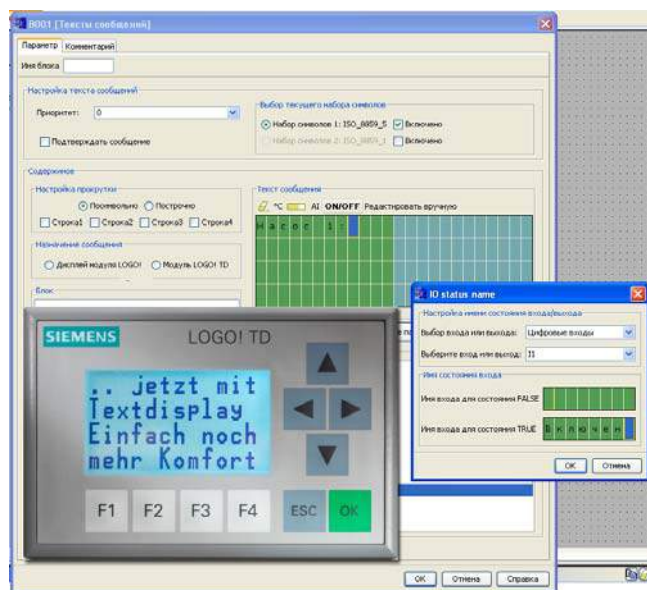 B001 [Тексты сообщений]
Параметр Комментарий
Имя блока
Настройка текста сообщений
Приоритет: 0
Подтверждать сообщение
Выбор текущего набора символов
Набор символов 1: ISO_8859_5 Включено
Набор символов 2: ISO_8859_1 Включено
Содержимое
Настройка прокрутки
Посимвольно Построчно
Строка1 Строка2 Строка3 Строка4
Назначение сообщения
Дисплей модуля LOGO! Модуль LOGO! TD
Блок
Текст сообщения
°C AI ON/OFF Редактировать вручную
Насос 1:
IO status name
Настройка имени состояния входа/выхода
Выбор входа или выхода: Цифровые входы
Выберите вход или выход: I1
Имя состояния входа
Имя входа для состояния FALSE
Имя входа для состояния TRUE Включен
OK Отмена
SIEMENS LOGO! TD
.. jetzt mit
Textdisplay
Einfach noch
mehr Komfort
F1 F2 F3 F4 ESC OK
OK Отмена Справка